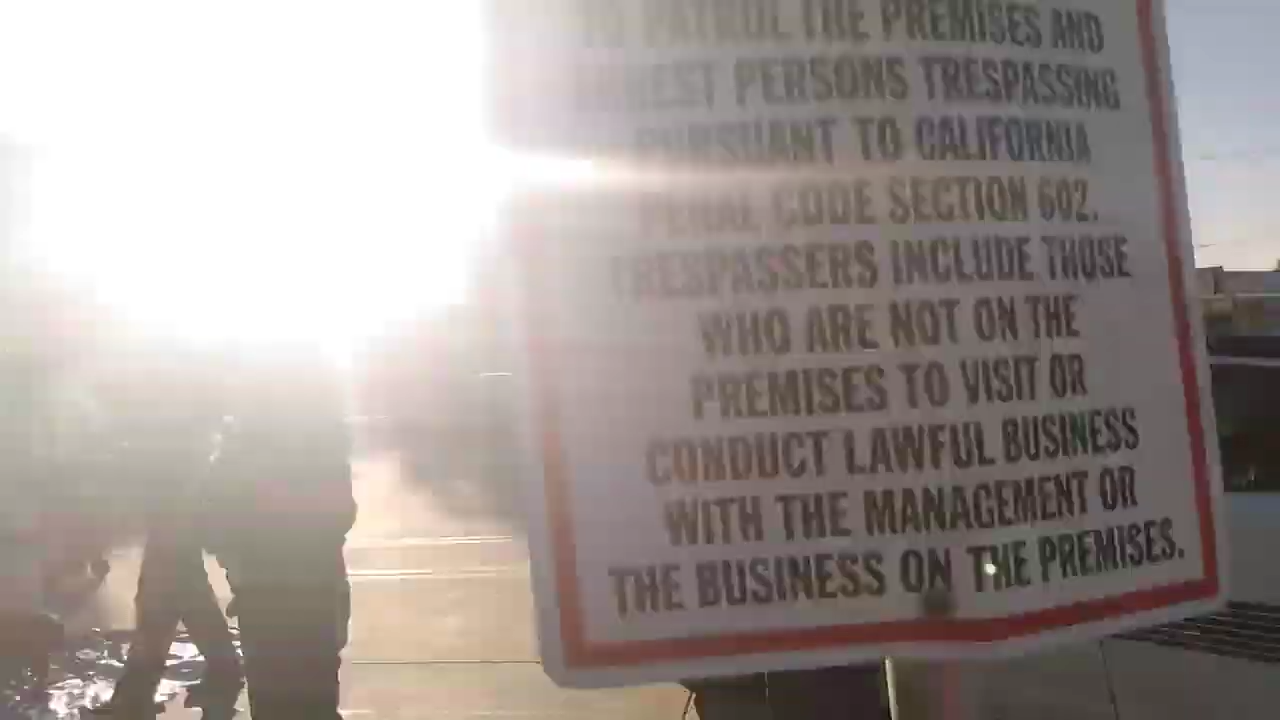 TO PATROL THE PREMISES AND
ARREST PERSONS TRESPASSING
PURSUANT TO CALIFORNIA
PENAL CODE SECTION 602.
TRESPASSERS INCLUDE THOSE
WHO ARE NOT ON THE
PREMISES TO VISIT OR
CONDUCT LAWFUL BUSINESS
WITH THE MANAGEMENT OR
THE BUSINESS ON THE PREMISES.